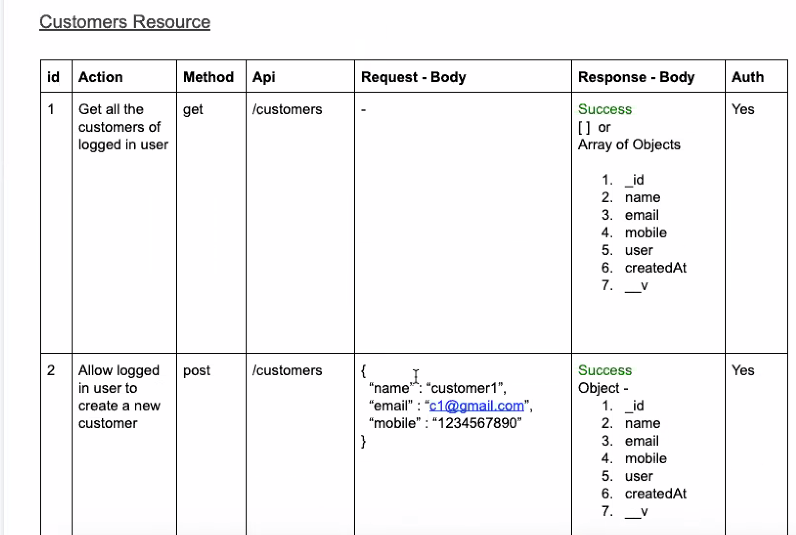 Customers Resource
id Action Method Api Request - Body Response - Body Auth
1 Get all the customers of logged in user get /customers - Success Yes
[ ] or
Array of Objects
1. _id
2. name
3. email
4. mobile
5. user
6. createdAt
7. __v
2 Allow logged in user to create a new customer post /customers
{
“name” : “customer1”,
“email” : “c1@gmail.com”,
“mobile” : “1234567890”
}
Success Yes
Object -
1. _id
2. name
3. email
4. mobile
5. user
6. createdAt
7. __v